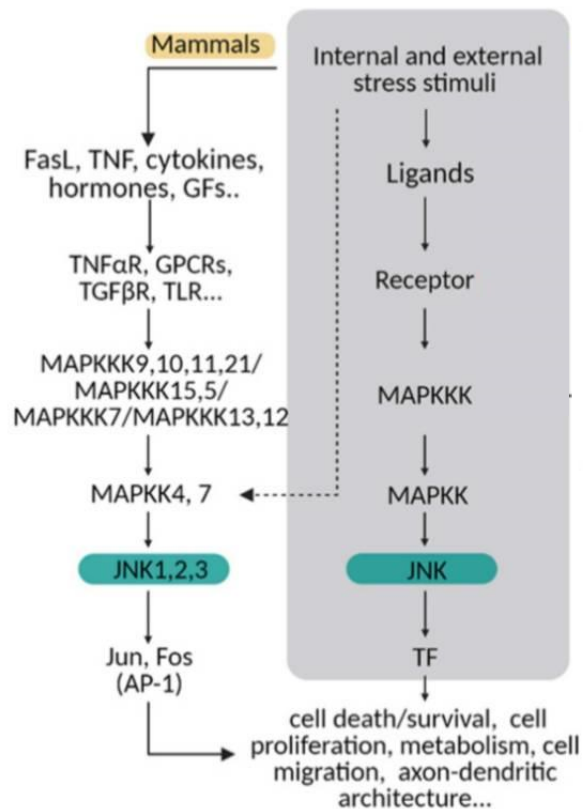 Mammals
FasL, TNF, cytokines,
hormones, GFs..
TNFαR, GPCRs,
TGFβR, TLR...
MAPKKK9,10,11,21/
MAPKKK15,5/
MAPKKK7/MAPKKK13,12
MAPKK4, 7
JNK1,2,3
Jun, Fos
(AP-1)
Internal and external
stress stimuli
Ligands
Receptor
MAPKKK
MAPKK
JNK
TF
cell death/survival, cell
proliferation, metabolism, cell
migration, axon-dendritic
architecture...